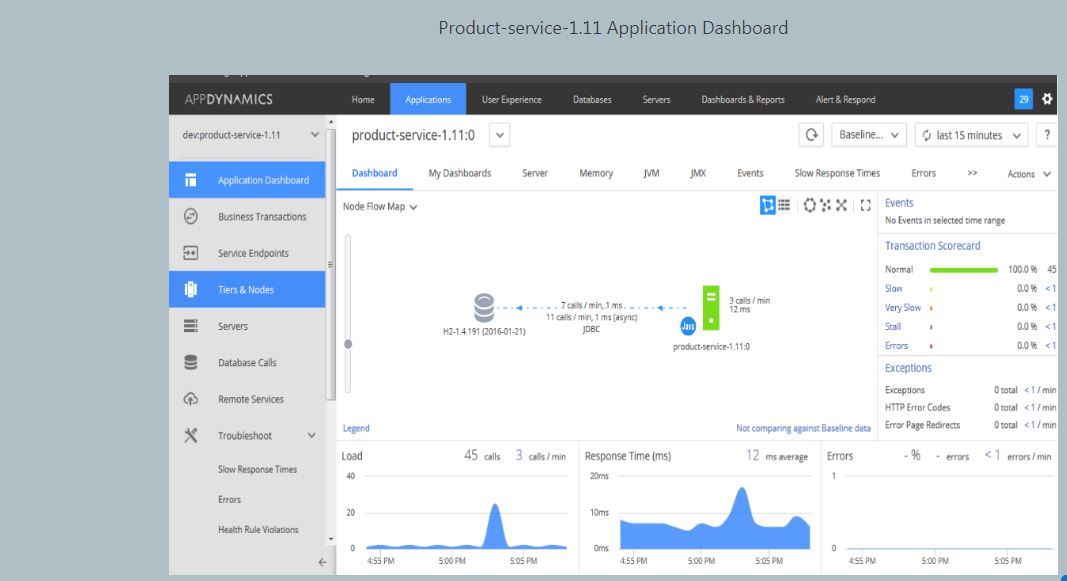 Product-service-1.11 Application Dashboard
APPDYNAMICS
Home Applications User Experience Databases Servers Dashboards & Reports Alert & Respond 29
dev:product-service-1.11
product-service-1.11:0
Baseline... last 15 minutes ?
Application Dashboard
Business Transactions
Service Endpoints
Tiers & Nodes
Servers
Database Calls
Remote Services
Troubleshoot
Slow Response Times
Errors
Health Rule Violations
Dashboard My Dashboards Server Memory JVM JMX Events Slow Response Times Errors >> Actions
Node Flow Map
7 calls / min, 1 ms
11 calls / min, 1 ms (async)
JDBC
H2-1.4.191 (2016-01-21)
3 calls / min
12 ms
Java
product-service-1.11:0
Legend
Not comparing against Baseline data
Events
No Events in selected time range
Transaction Scorecard
Normal 100.0 % 45
Slow 0.0 % <1
Very Slow 0.0 % <1
Stall 0.0 % <1
Errors 0.0 % <1
Exceptions
Exceptions 0 total <1 / min
HTTP Error Codes 0 total <1 / min
Error Page Redirects 0 total <1 / min
Load 45 calls 3 calls / min
40
20
0
4:55 PM 5:00 PM 5:05 PM
Response Time (ms) 12 ms average
20ms
10ms
0ms
4:55 PM 5:00 PM 5:05 PM
Errors - % - errors <1 errors / min
1
0
4:55 PM 5:00 PM 5:05 PM